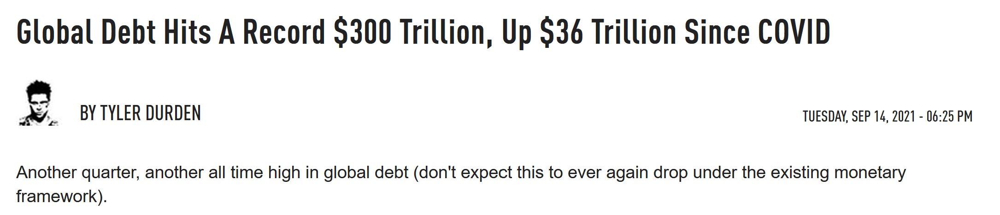 Global Debt Hits A Record $300 Trillion, Up $36 Trillion Since COVID
BY TYLER DURDEN
TUESDAY, SEP 14, 2021 - 06:25 PM
Another quarter, another all time high in global debt (don't expect this to ever again drop under the existing monetary
framework).